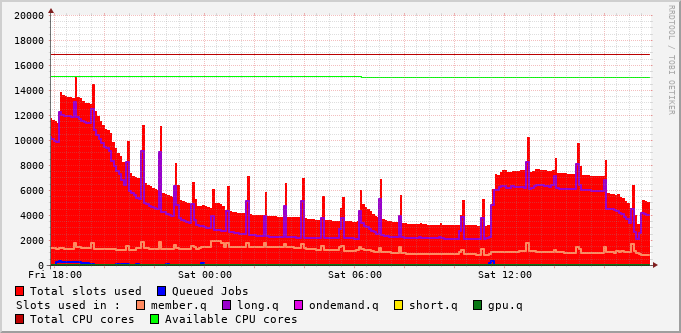 20000
18000
16000
14000
12000
10000
8000
6000
4000
2000
0
Fri 18:00 Sat 00:00 Sat 06:00 Sat 12:00
RRDTOOL / TOBI OETIKER
Total slots used Queued Jobs
Slots used in : member.q long.q ondemand.q short.q gpu.q
Total CPU cores Available CPU cores